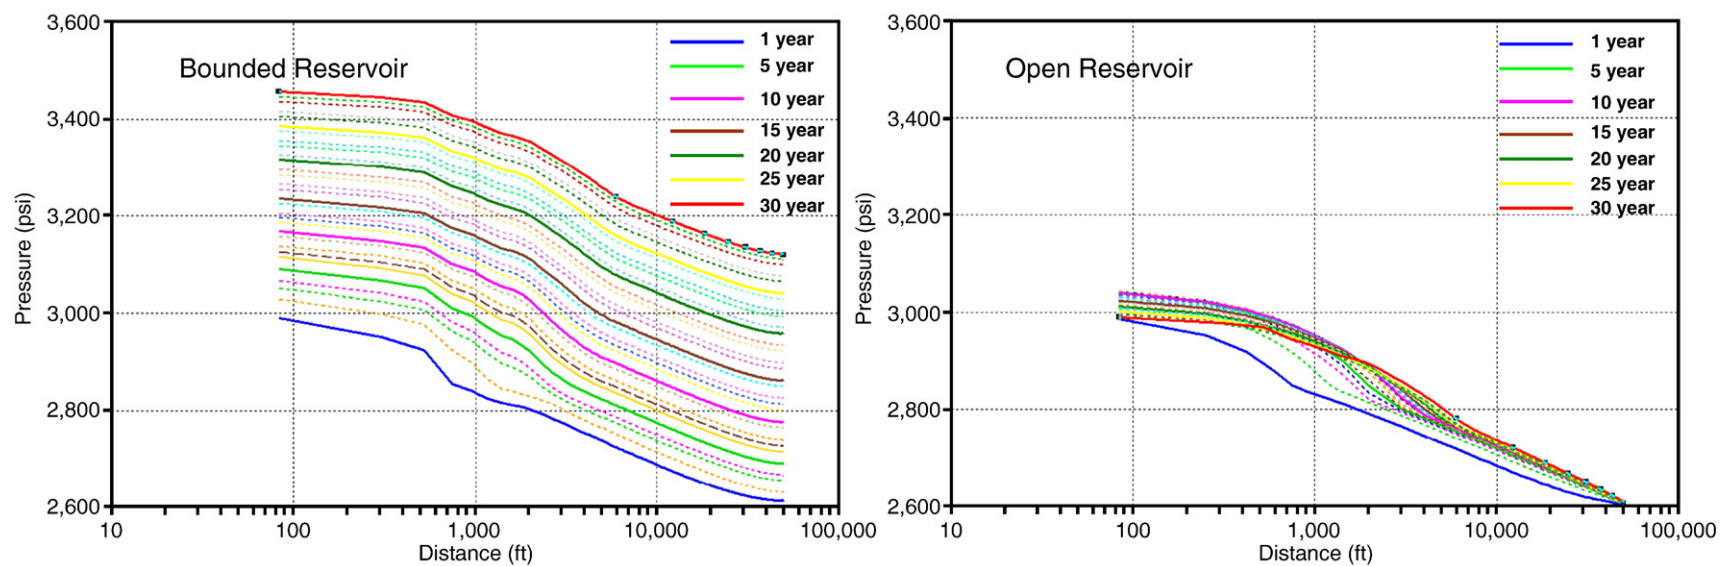 3,600
3,400
3,200
3,000
2,800
2,600
Pressure (psi)
Bounded Reservoir
1 year
5 year
10 year
15 year
20 year
25 year
30 year
10
100
1,000
10,000
100,000
Distance (ft)
3,600
3,400
3,200
3,000
2,800
2,600
Pressure (psi)
Open Reservoir
1 year
5 year
10 year
15 year
20 year
25 year
30 year
10
100
1,000
10,000
100,000
Distance (ft)